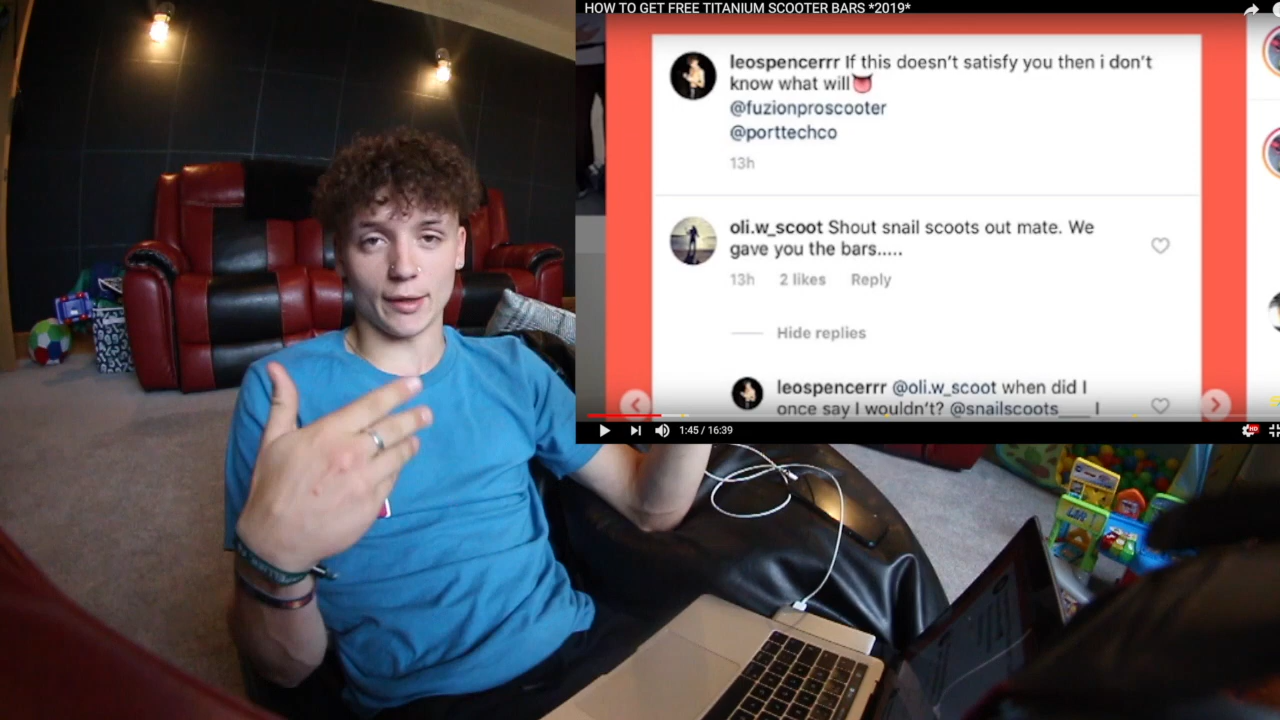 HOW TO GET FREE TITANIUM SCOOTER BARS *2019*
leospencerrr If this doesn't satisfy you then i don't
know what will👅
@fuzionproscooter
@porttechco
13h
oli.w_scoot Shout snail scoots out mate. We
gave you the bars.....
13h 2 likes Reply
Hide replies
leospencerrr @oli.w_scoot when did I
once say I wouldn't? @snailscoots____ I
1:45 / 16:39
HD